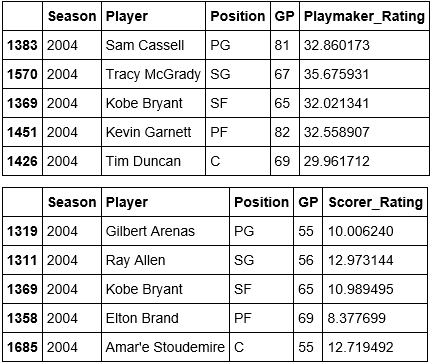 Season Player Position GP Playmaker_Rating
1383 2004 Sam Cassell PG 81 32.860173
1570 2004 Tracy McGrady SG 67 35.675931
1369 2004 Kobe Bryant SF 65 32.021341
1451 2004 Kevin Garnett PF 82 32.558907
1426 2004 Tim Duncan C 69 29.961712
Season Player Position GP Scorer_Rating
1319 2004 Gilbert Arenas PG 55 10.006240
1311 2004 Ray Allen SG 56 12.973144
1369 2004 Kobe Bryant SF 65 10.989495
1358 2004 Elton Brand PF 69 8.377699
1685 2004 Amar'e Stoudemire C 55 12.719492